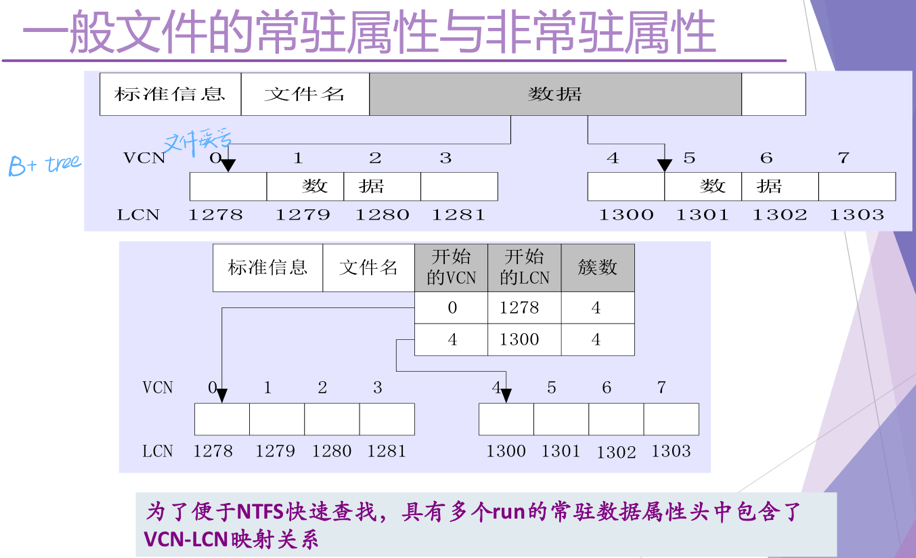 一般文件的常驻属性与非常驻属性
标准信息 文件名 数据
文件类号
B+ tree
VCN 0 1 2 3 4 5 6 7
数 据 数 据
LCN 1278 1279 1280 1281 1300 1301 1302 1303
标准信息 文件名 开始的VCN 开始的LCN 簇数
0 1278 4
4 1300 4
VCN 0 1 2 3 4 5 6 7
LCN 1278 1279 1280 1281 1300 1301 1302 1303
为了便于NTFS快速查找，具有多个run的常驻数据属性头中包含了
VCN-LCN映射关系